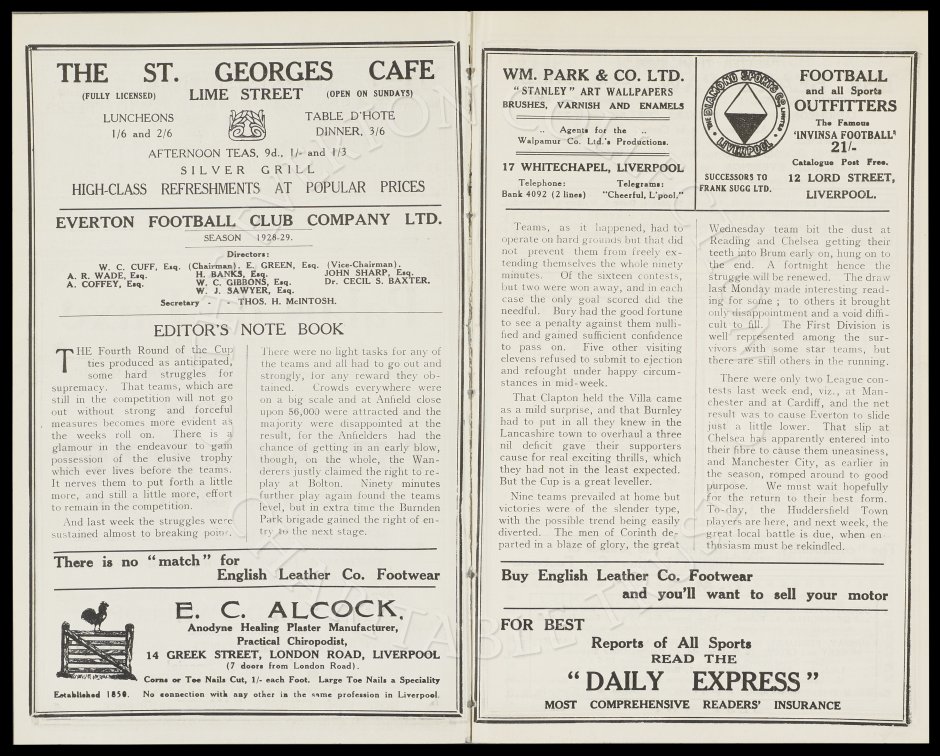 THE ST. GEORGES CAFE
(FULLY LICENSED) LIME STREET (OPEN ON SUNDAYS)
LUNCHEONS
1/6 and 2/6
TABLE D'HOTE
DINNER, 3/6
AFTERNOON TEAS, 9d., 1/- and 1/3
SILVER GRILL
HIGH-CLASS REFRESHMENTS AT POPULAR PRICES
EVERTON FOOTBALL CLUB COMPANY LTD.
SEASON 1928-29.
Directors:
W. C. CUFF, Esq. (Chairman). E. GREEN, Esq. (Vice-Chairman).
A. R. WADE, Esq. H. BANKS, Esq. JOHN SHARP, Esq.
A. COFFEY, Esq. W. C. GIBBONS, Esq. Dr. CECIL S. BAXTER.
W. J. SAWYER, Esq.
Secretary - - THOS. H. McINTOSH.
EDITOR'S NOTE BOOK
THE Fourth Round of the Cup
ties produced as anticipated,
some hard struggles for
supremacy. That teams, which are
still in the competition will not go
out without strong and forceful
measures becomes more evident as
the weeks roll on. There is a
glamour in the endeavour to gain
possession of the elusive trophy
which ever lives before the teams.
It nerves them to put forth a little
more, and still a little more, effort
to remain in the competition.
And last week the struggles were
sustained almost to breaking point.
There were no light tasks for any of
the teams and all had to go out and
strongly, for any reward they ob-
tained. Crowds everywhere were
on a big scale and at Anfield close
upon 56,000 were attracted and the
majority were disappointed at the
result, for the Anfielders had the
chance of getting in an early blow,
though, on the whole, the Wan-
derers justly claimed the right to re-
play at Bolton. Ninety minutes
further play again found the teams
level, but in extra time the Burnden
Park brigade gained the right of en-
try to the next stage.
There is no "match" for
English Leather Co. Footwear
E. C. ALCOCK,
Anodyne Healing Plaster Manufacturer,
Practical Chiropodist,
14 GREEK STREET, LONDON ROAD, LIVERPOOL
(7 doors from London Road).
Corns or Toe Nails Cut, 1/- each Foot. Large Toe Nails a Speciality
Established 1850. No connection with any other in the same profession in Liverpool.
WM. PARK & CO. LTD.
"STANLEY" ART WALLPAPERS
BRUSHES, VARNISH AND ENAMELS
.. Agents for the ..
Walpamur Co. Ltd.'s Productions.
17 WHITECHAPEL, LIVERPOOL
Telephone: Telegrams:
Bank 4092 (2 lines) "Cheerful, L'pool."
THE DIAMOND SPORTS CO. LIMITED
LIVERPOOL
SUCCESSORS TO
FRANK SUGG LTD.
FOOTBALL
and all Sports
OUTFITTERS
The Famous
'INVINSA FOOTBALL'
21/-
Catalogue Post Free.
12 LORD STREET,
LIVERPOOL.
Teams, as it happened, had to
operate on hard grounds but that did
not prevent them from freely ex-
tending themselves the whole ninety
minutes. Of the sixteen contests,
but two were won away, and in each
case the only goal scored did the
needful. Bury had the good fortune
to see a penalty against them nulli-
fied and gained sufficient confidence
to pass on. Five other visiting
elevens refused to submit to ejection
and refought under happy circum-
stances in mid-week.
That Clapton held the Villa came
as a mild surprise, and that Burnley
had to put in all they knew in the
Lancashire town to overhaul a three
nil deficit gave their supporters
cause for real exciting thrills, which
they had not in the least expected.
But the Cup is a great leveller.
Nine teams prevailed at home but
victories were of the slender type,
with the possible trend being easily
diverted. The men of Corinth de-
parted in a blaze of glory, the great
Wednesday team bit the dust at
Reading and Chelsea getting their
teeth into Brum early on, hung on to
the end. A fortnight hence the
struggle will be renewed. The draw
last Monday made interesting read-
ing for some; to others it brought
only disappointment and a void diffi-
cult to fill. The First Division is
well represented among the sur-
vivors with some star teams, but
there are still others in the running.
There were only two League con-
tests last week end, viz., at Man-
chester and at Cardiff, and the net
result was to cause Everton to slide
just a little lower. That slip at
Chelsea has apparently entered into
their fibre to cause them uneasiness,
and Manchester City, as earlier in
the season, romped around to good
purpose. We must wait hopefully
for the return to their best form.
To-day, the Huddersfield Town
players are here, and next week, the
great local battle is due, when en-
thusiasm must be rekindled.
Buy English Leather Co. Footwear
and you'll want to sell your motor
FOR BEST
Reports of All Sports
READ THE
"DAILY EXPRESS"
MOST COMPREHENSIVE READERS' INSURANCE